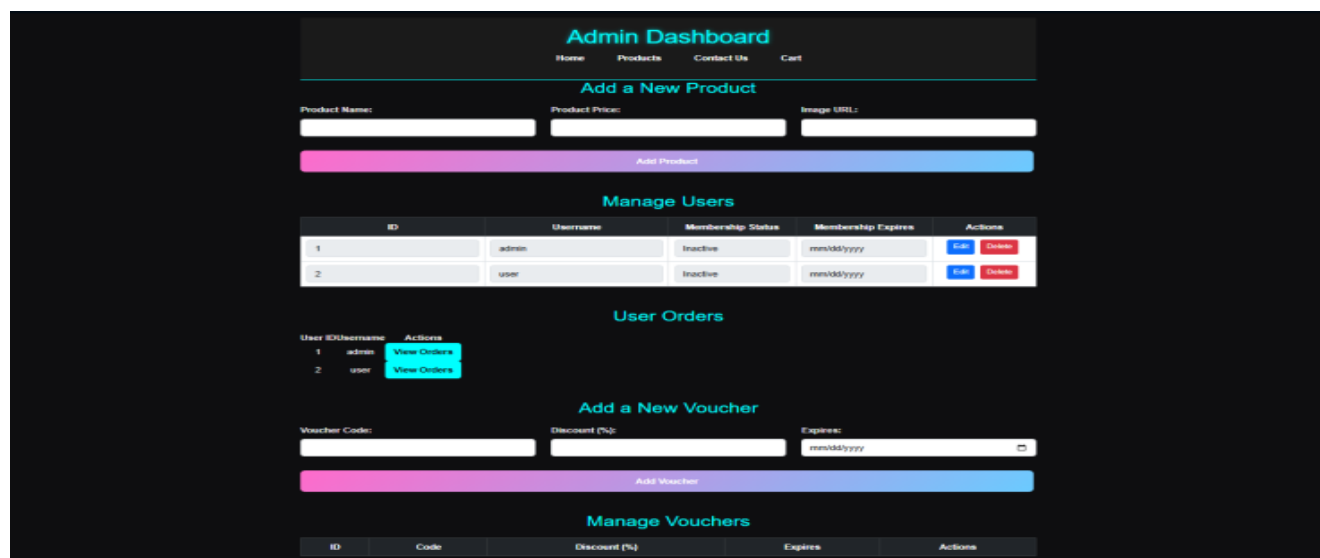 Admin Dashboard
Home Products Contact Us Cart
Add a New Product
Product Name: Product Price: Image URL:
Add Product
Manage Users
ID Username Membership Status Membership Expires Actions
1 admin Inactive mm/dd/yyyy Edit Delete
2 user Inactive mm/dd/yyyy Edit Delete
User Orders
User ID Username Actions
1 admin View Orders
2 user View Orders
Add a New Voucher
Voucher Code: Discount (%): Expires:
mm/dd/yyyy
Add Voucher
Manage Vouchers
ID Code Discount (%) Expires Actions